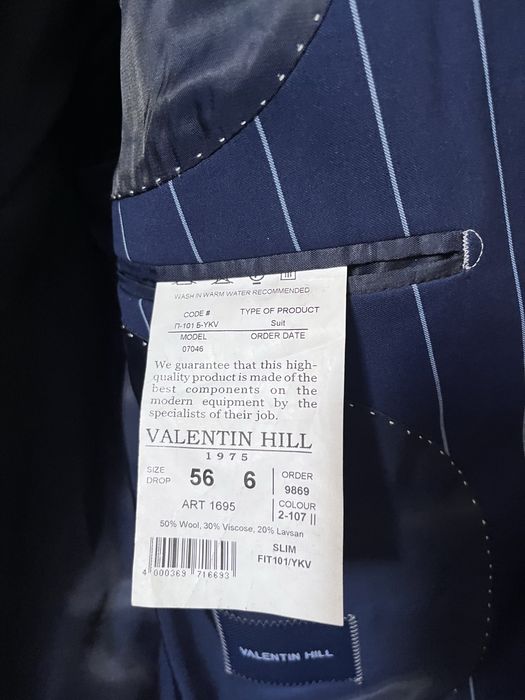 WASH IN WARM WATER RECOMMENDED
CODE # TYPE OF PRODUCT
П-101 Б-YKV Suit
MODEL ORDER DATE
07046
We guarantee that this high-
quality product is made of the
best components on the
modern equipment by the
specialists of their job.
VALENTIN HILL
1975
SIZE DROP 56 6 ORDER 9869
ART 1695 COLOUR 2-107 ||
50% Wool, 30% Viscose, 20% Lavsan
SLIM
FIT101/YKV
4 000369 716693
VALENTIN HILL